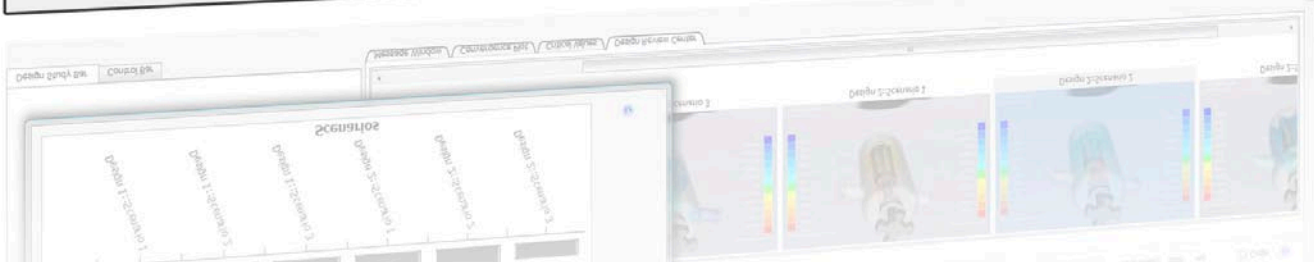 Message Window Convergence Plot Critical Values Design Review Center
Design Study Bar Control Bar
Design 2:Scenario 2
Design 2:Scenario 1
Scenarios
Design 1:Scenario 1
Design 1:Scenario 2
Design 1:Scenario 3
Design 2:Scenario 1
Design 2:Scenario 2
Design 2:Scenario 3